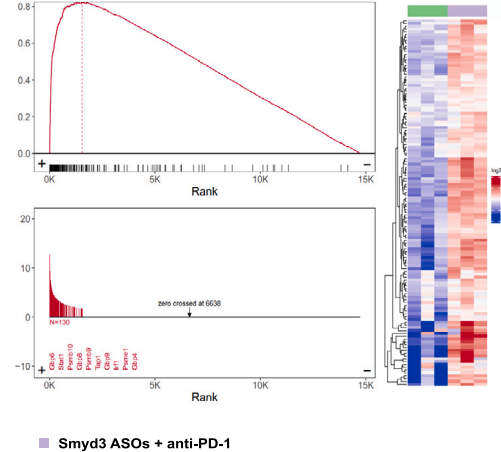 0.8
0.6
0.4
0.2
0.0
+
−
0K
5K
10K
15K
Rank
20
10
0
−10
zero crossed at 6638
N=130
Gbp6
Stat1
Psmb10
Gbp8
Psmb9
Tap1
Gbp9
Irf1
Psme1
Gbp4
+
−
0K
5K
10K
15K
Rank
log2
Smyd3 ASOs + anti-PD-1